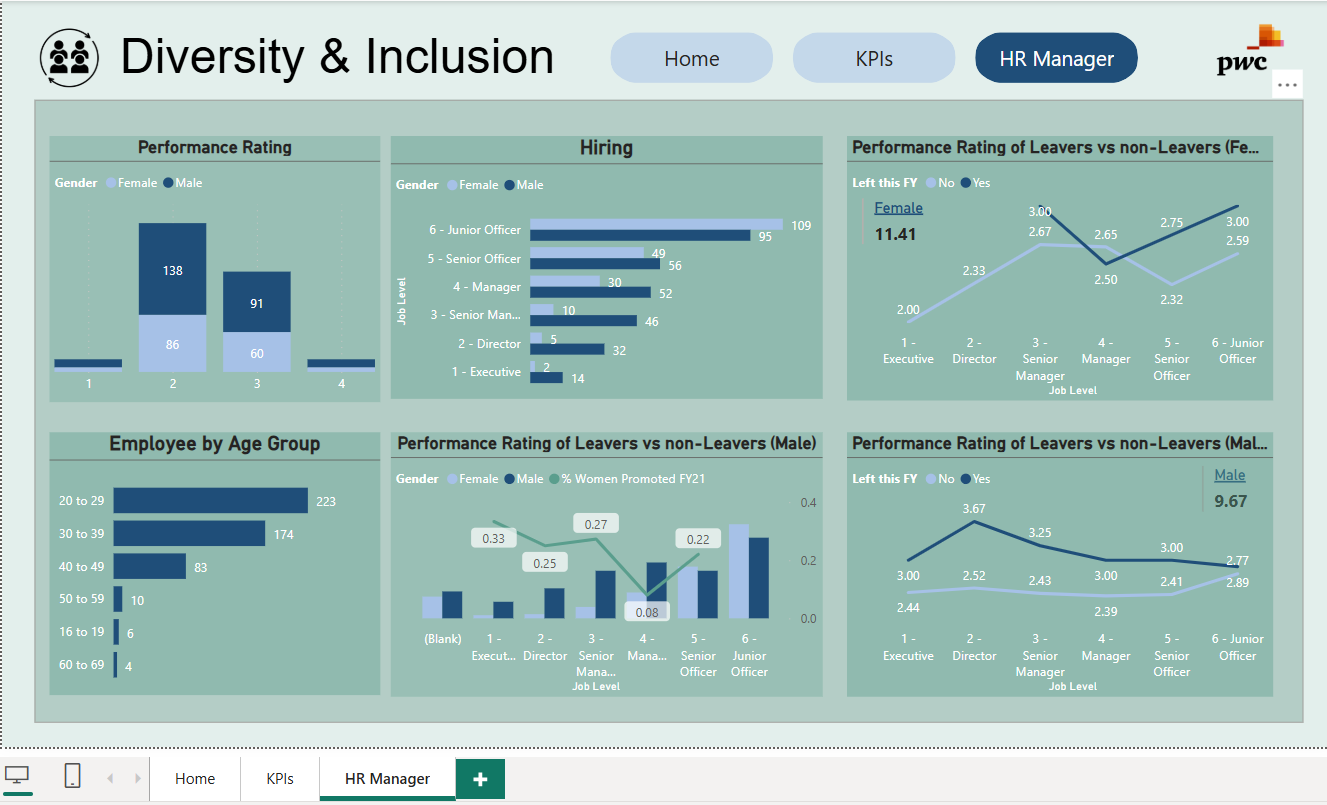 Diversity & Inclusion
Home
KPIs
HR Manager
pwc
...
Performance Rating
Gender Female Male
138
86
91
60
1 2 3 4
Hiring
Gender Female Male
Job Level
6 - Junior Officer 109 95
5 - Senior Officer 49 56
4 - Manager 30 52
3 - Senior Man... 10 46
2 - Director 5 32
1 - Executive 2 14
Performance Rating of Leavers vs non-Leavers (Fe...
Left this FY No Yes
Female
11.41
3.00
2.67
2.65
2.75
3.00
2.59
2.33
2.50
2.32
2.00
1 - Executive
2 - Director
3 - Senior Manager
4 - Manager
5 - Senior Officer
6 - Junior Officer
Job Level
Employee by Age Group
20 to 29 223
30 to 39 174
40 to 49 83
50 to 59 10
16 to 19 6
60 to 69 4
Performance Rating of Leavers vs non-Leavers (Male)
Gender Female Male % Women Promoted FY21
0.4
0.2
0.0
0.33
0.25
0.27
0.08
0.22
(Blank)
1 - Execut...
2 - Director
3 - Senior Mana...
4 - Mana...
5 - Senior Officer
6 - Junior Officer
Job Level
Performance Rating of Leavers vs non-Leavers (Mal...
Left this FY No Yes
Male
9.67
3.67
3.25
3.00
3.00
3.00
2.77
2.89
2.44
2.52
2.43
2.39
2.41
1 - Executive
2 - Director
3 - Senior Manager
4 - Manager
5 - Senior Officer
6 - Junior Officer
Job Level
Home
KPIs
HR Manager
+